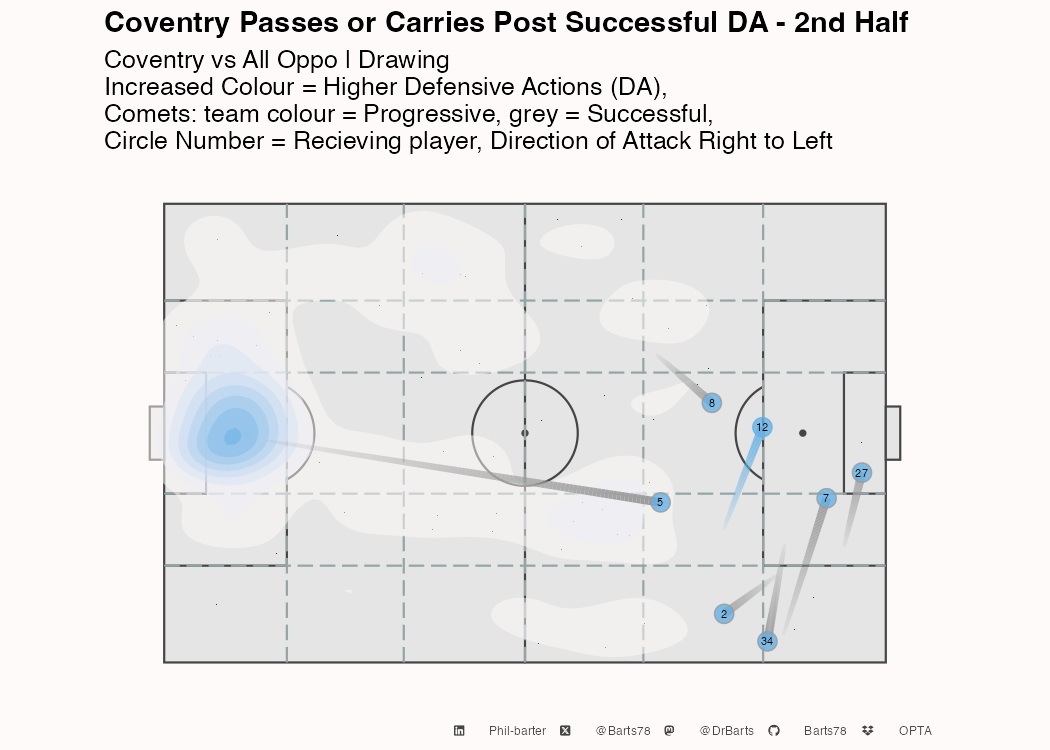 Coventry Passes or Carries Post Successful DA - 2nd Half
Coventry vs All Oppo | Drawing
Increased Colour = Higher Defensive Actions (DA),
Comets: team colour = Progressive, grey = Successful,
Circle Number = Recieving player, Direction of Attack Right to Left
8
12
27
7
5
2
34
Phil-barter @Barts78 @DrBarts Barts78 OPTA